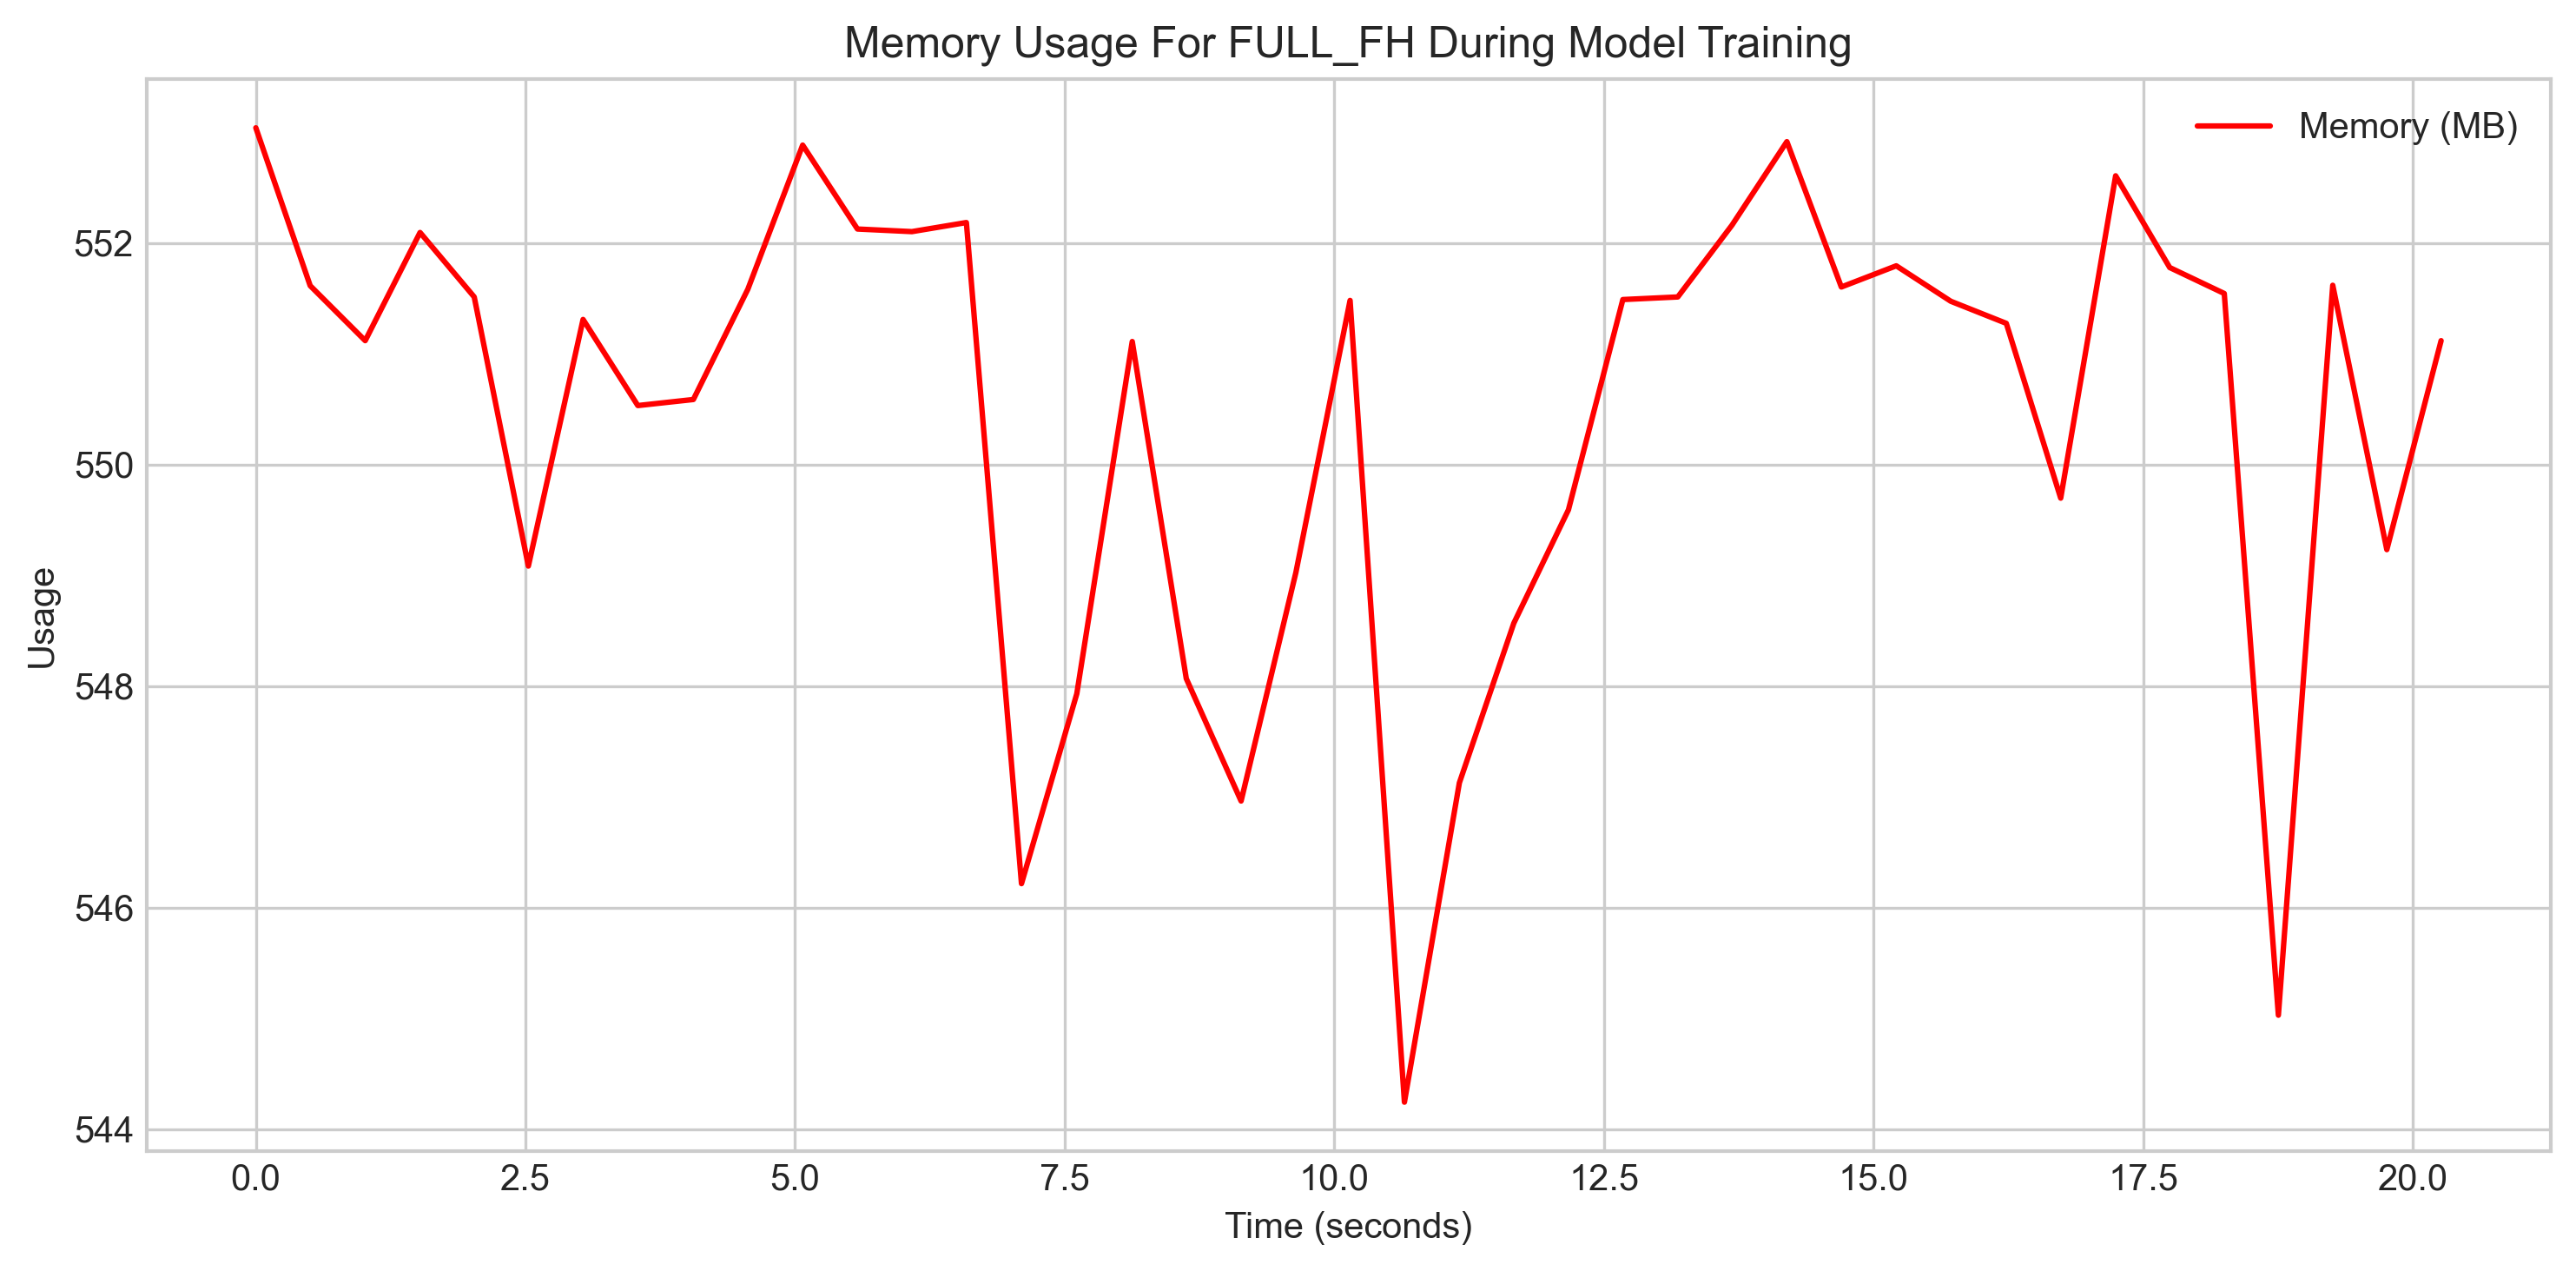 Memory Usage For FULL_FH During Model Training
Memory (MB)
552
550
548
546
544
Usage
0.0 2.5 5.0 7.5 10.0 12.5 15.0 17.5 20.0
Time (seconds)